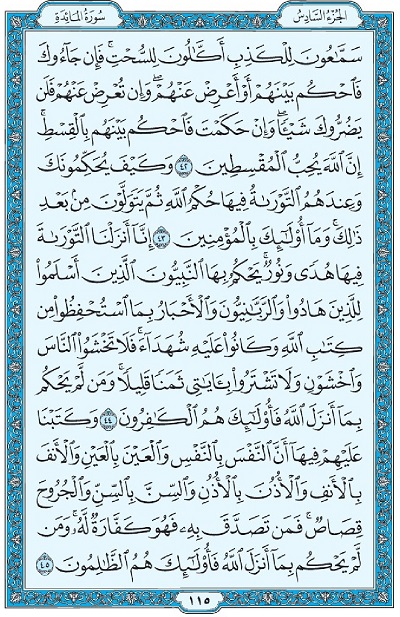 الجزء السادس
سورة المائدة
سَمَّٰعُونَ لِلْكَذِبِ أَكَّٰلُونَ لِلسُّحْتِ ۚ فَإِن جَآءُوكَ
فَٱحْكُم بَيْنَهُمْ أَوْ أَعْرِضْ عَنْهُمْ ۖ وَإِن تُعْرِضْ عَنْهُمْ فَلَن
يَضُرُّوكَ شَيْـًٔا ۖ وَإِنْ حَكَمْتَ فَٱحْكُم بَيْنَهُم بِٱلْقِسْطِ ۚ
إِنَّ ٱللَّهَ يُحِبُّ ٱلْمُقْسِطِينَ ٤٢ وَكَيْفَ يُحَكِّمُونَكَ
وَعِندَهُمُ ٱلتَّوْرَىٰةُ فِيهَا حُكْمُ ٱللَّهِ ثُمَّ يَتَوَلَّوْنَ مِنۢ بَعْدِ
ذَٰلِكَ ۚ وَمَآ أُو۟لَٰٓئِكَ بِٱلْمُؤْمِنِينَ ٤٣ إِنَّآ أَنزَلْنَا ٱلتَّوْرَىٰةَ
فِيهَا هُدًى وَنُورٌ ۚ يَحْكُمُ بِهَا ٱلنَّبِيُّونَ ٱلَّذِينَ أَسْلَمُوا۟
لِلَّذِينَ هَادُوا۟ وَٱلرَّبَّٰنِيُّونَ وَٱلْأَحْبَارُ بِمَا ٱسْتُحْفِظُوا۟ مِن
كِتَٰبِ ٱللَّهِ وَكَانُوا۟ عَلَيْهِ شُهَدَآءَ ۚ فَلَا تَخْشَوُا۟ ٱلنَّاسَ
وَٱخْشَوْنِ وَلَا تَشْتَرُوا۟ بِـَٔايَٰتِى ثَمَنًا قَلِيلًا ۚ وَمَن لَّمْ يَحْكُم
بِمَآ أَنزَلَ ٱللَّهُ فَأُو۟لَٰٓئِكَ هُمُ ٱلْكَٰفِرُونَ ٤٤ وَكَتَبْنَا
عَلَيْهِمْ فِيهَآ أَنَّ ٱلنَّفْسَ بِٱلنَّفْسِ وَٱلْعَيْنَ بِٱلْعَيْنِ وَٱلْأَنفَ
بِٱلْأَنفِ وَٱلْأُذُنَ بِٱلْأُذُنِ وَٱلسِّنَّ بِٱلسِّنِّ وَٱلْجُرُوحَ
قِصَاصٌ ۚ فَمَن تَصَدَّقَ بِهِۦ فَهُوَ كَفَّارَةٌ لَّهُۥ ۚ وَمَن
لَّمْ يَحْكُم بِمَآ أَنزَلَ ٱللَّهُ فَأُو۟لَٰٓئِكَ هُمُ ٱلظَّٰلِمُونَ ٤٥
١١٥